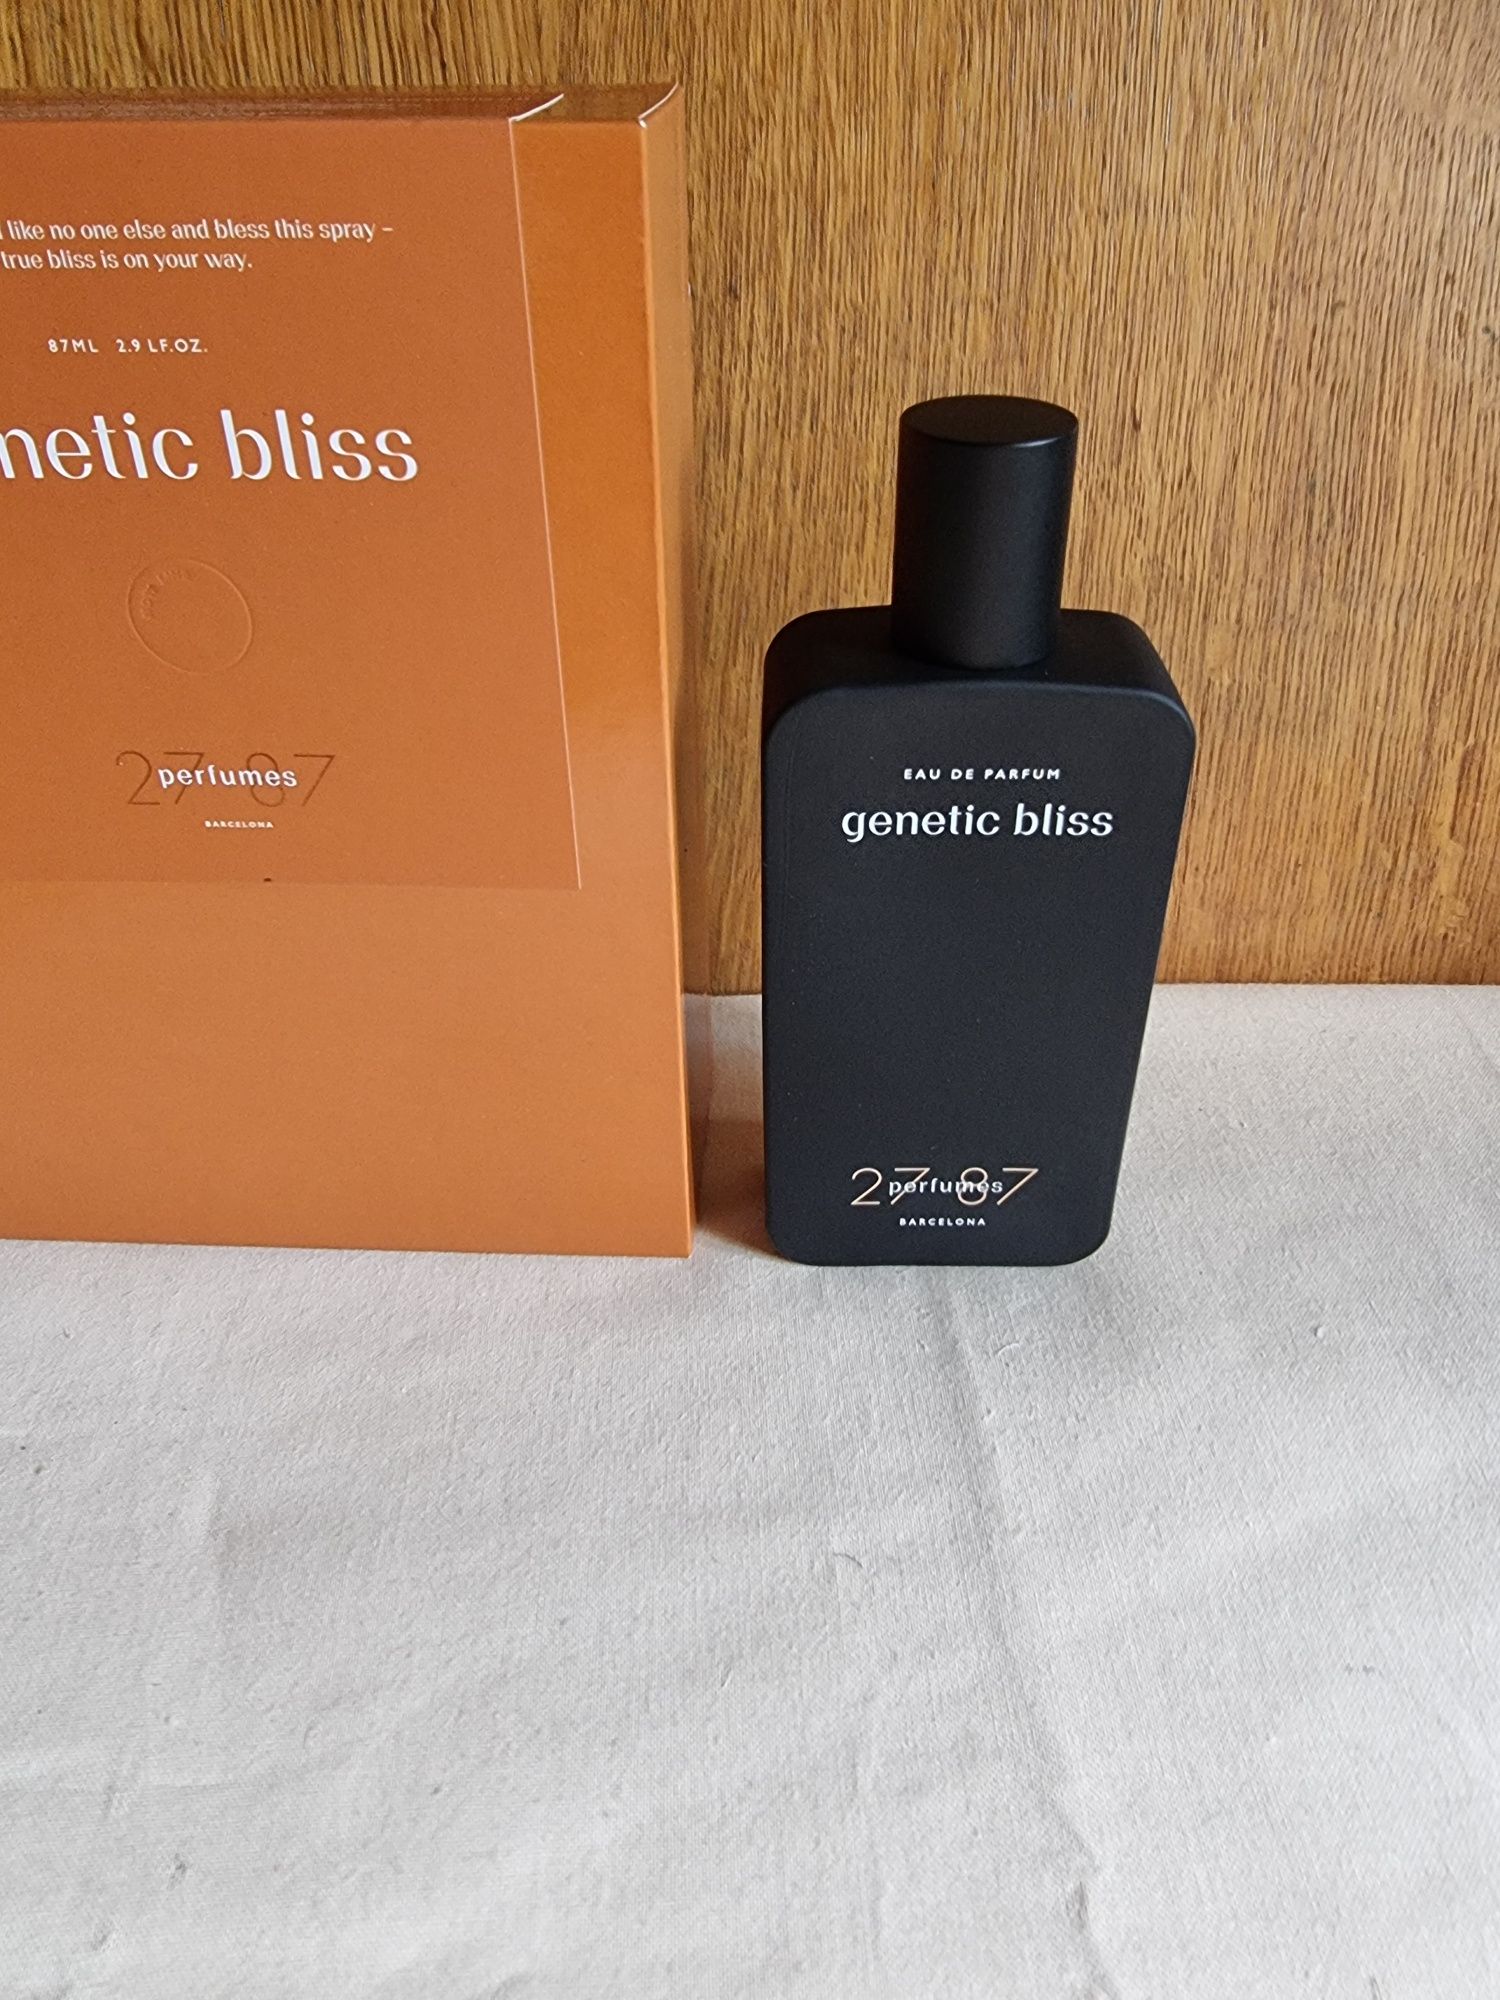 like no one else and bless this spray –
true bliss is on your way.
87ML 2.9 LF.OZ.
netic bliss
27 87
perfumes
BARCELONA
EAU DE PARFUM
genetic bliss
27 87
perfumes
BARCELONA